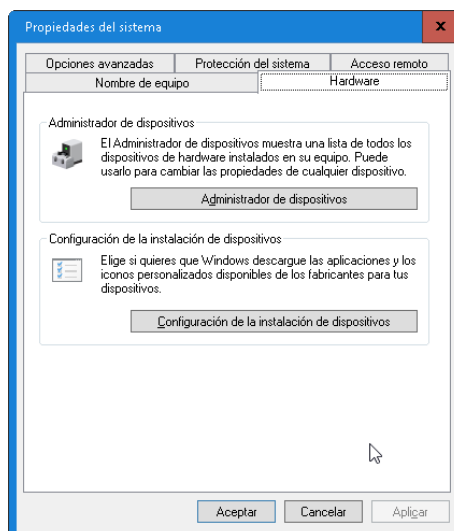 Propiedades del sistema
x
Opciones avanzadas Protección del sistema Acceso remoto
Nombre de equipo Hardware
Administrador de dispositivos
El Administrador de dispositivos muestra una lista de todos los
dispositivos de hardware instalados en su equipo. Puede
usarlo para cambiar las propiedades de cualquier dispositivo.
Administrador de dispositivos
Configuración de la instalación de dispositivos
Elige si quieres que Windows descargue las aplicaciones y los
iconos personalizados disponibles de los fabricantes para tus
dispositivos.
Configuración de la instalación de dispositivos
Aceptar Cancelar Aplicar